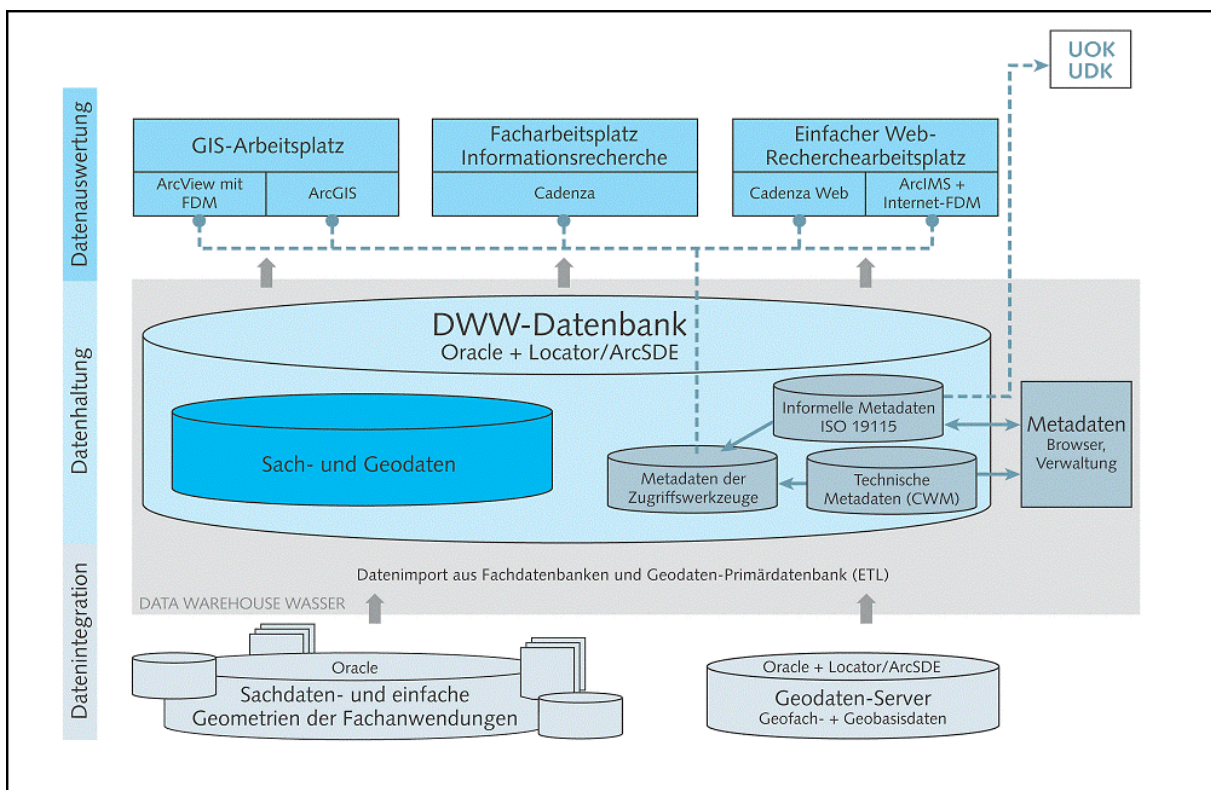 UOK
UDK
Datenauswertung
GIS-Arbeitsplatz
ArcView mit
FDM
ArcGIS
Facharbeitsplatz
Informationsrecherche
Cadenza
Einfacher Web-
Recherchearbeitsplatz
Cadenza Web
ArcIMS +
Internet-FDM
Datenhaltung
DWW-Datenbank
Oracle + Locator/ArcSDE
Sach- und Geodaten
Informelle Metadaten
ISO 19115
Metadaten der
Zugriffswerkzeuge
Technische
Metadaten (CWM)
Metadaten
Browser,
Verwaltung
Datenintegration
Datenimport aus Fachdatenbanken und Geodaten-Primärdatenbank (ETL)
DATA WAREHOUSE WASSER
Oracle
Sachdaten- und einfache
Geometrien der Fachanwendungen
Oracle + Locator/ArcSDE
Geodaten-Server
Geofach- + Geobasisdaten